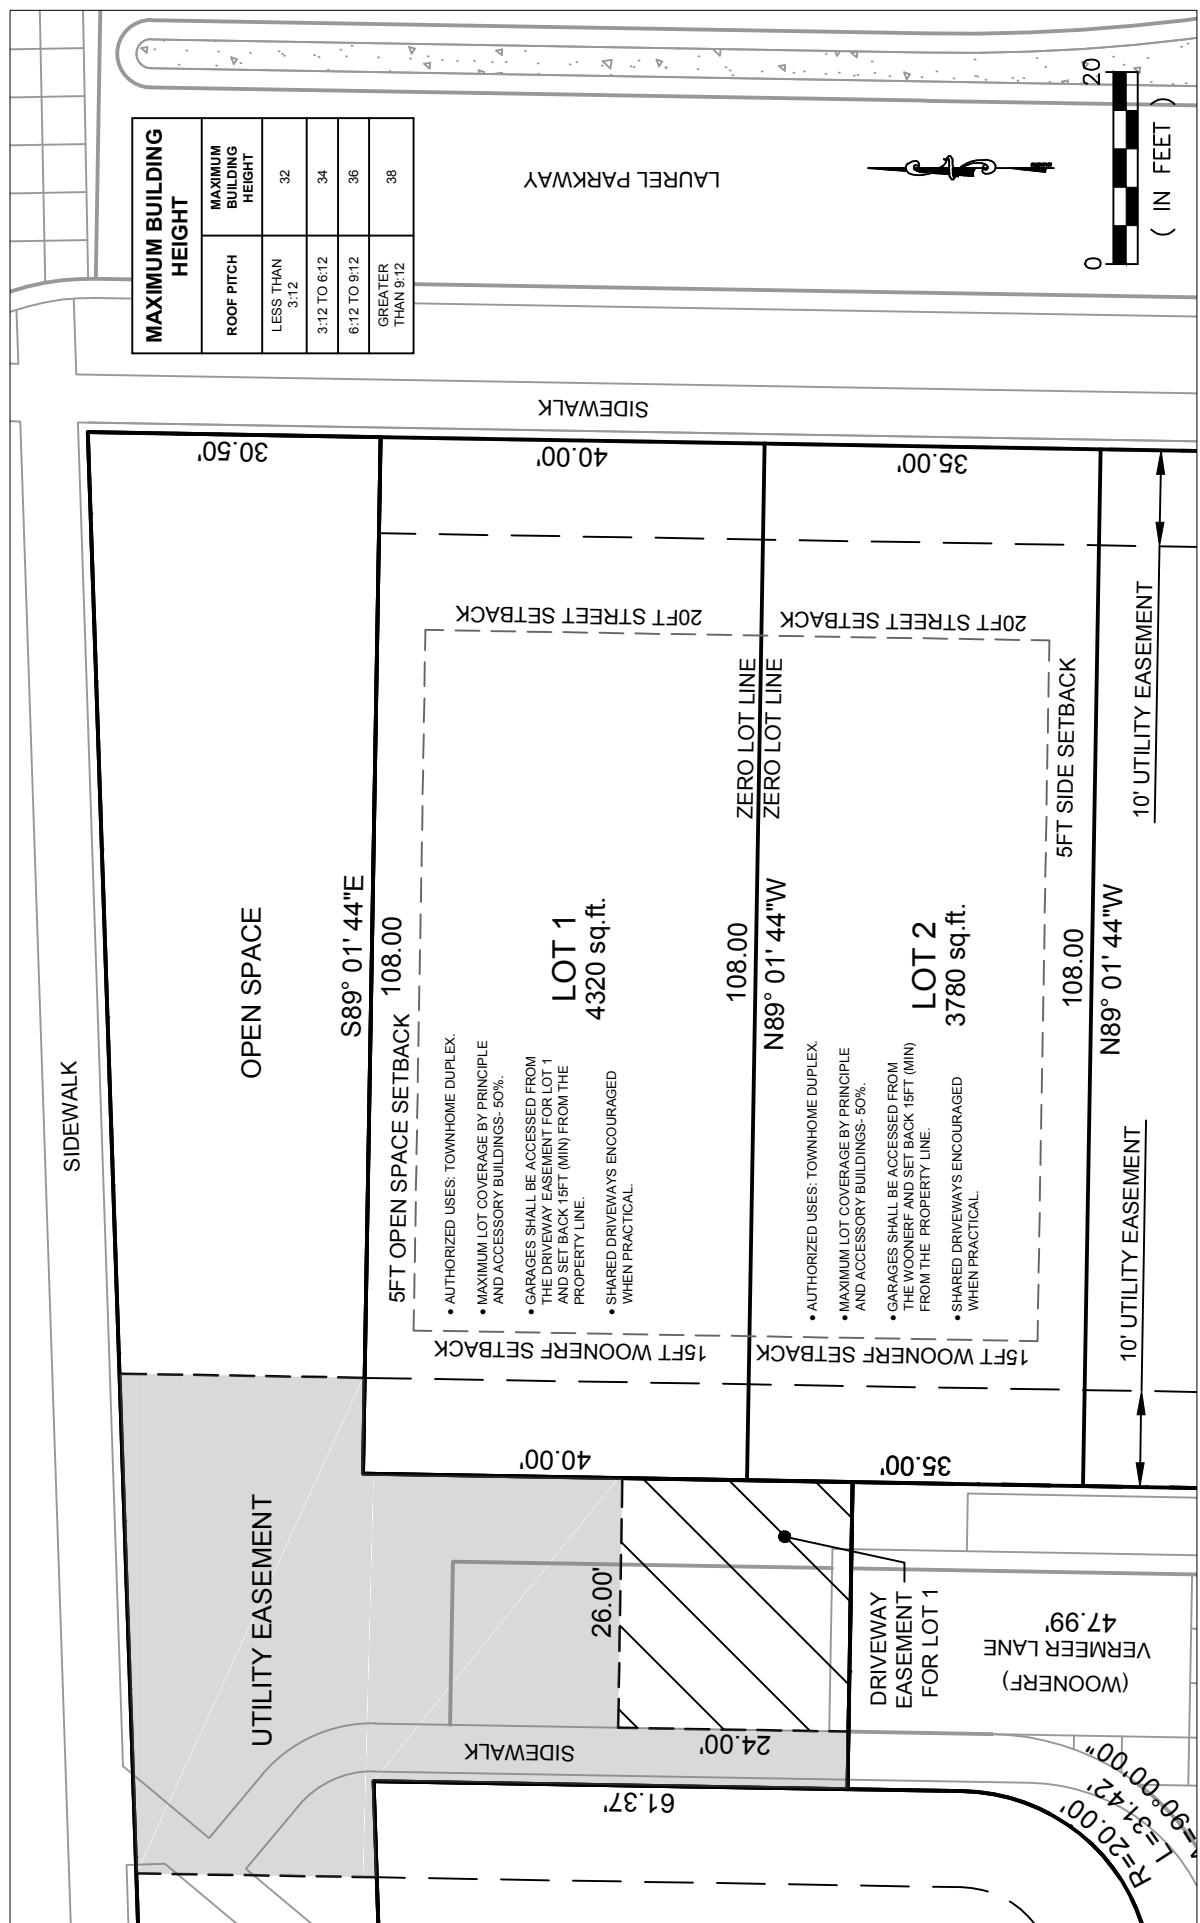 MAXIMUM BUILDING
HEIGHT
ROOF PITCH
MAXIMUM
BUILDING
HEIGHT
LESS THAN
3:12
32
3:12 TO 6:12
34
6:12 TO 9:12
36
GREATER
THAN 9:12
38
LAUREL PARKWAY
0
20
( IN FEET )
SIDEWALK
SIDEWALK
30.50'
40.00'
35.00'
OPEN SPACE
S89° 01' 44"E
108.00
5FT OPEN SPACE SETBACK
20FT STREET SETBACK
20FT STREET SETBACK
LOT 1
4320 sq.ft.
• AUTHORIZED USES: TOWNHOME DUPLEX.
• MAXIMUM LOT COVERAGE BY PRINCIPLE
AND ACCESSORY BUILDINGS- 50%.
• GARAGES SHALL BE ACCESSED FROM
THE DRIVEWAY EASEMENT FOR LOT 1
AND SET BACK 15FT (MIN) FROM THE
PROPERTY LINE.
• SHARED DRIVEWAYS ENCOURAGED
WHEN PRACTICAL.
ZERO LOT LINE
ZERO LOT LINE
108.00
N89° 01' 44"W
LOT 2
3780 sq.ft.
• AUTHORIZED USES: TOWNHOME DUPLEX.
• MAXIMUM LOT COVERAGE BY PRINCIPLE
AND ACCESSORY BUILDINGS- 50%.
• GARAGES SHALL BE ACCESSED FROM
THE WOONERF AND SET BACK 15FT (MIN)
FROM THE PROPERTY LINE.
• SHARED DRIVEWAYS ENCOURAGED
WHEN PRACTICAL.
5FT SIDE SETBACK
108.00
N89° 01' 44"W
10' UTILITY EASEMENT
10' UTILITY EASEMENT
15FT WOONERF SETBACK
15FT WOONERF SETBACK
40.00'
35.00'
UTILITY EASEMENT
26.00'
24.00'
SIDEWALK
61.37'
DRIVEWAY
EASEMENT
FOR LOT 1
47.99'
VERMEER LANE
(WOONERF)
R=20.00'
L=31.42'
=90°00'00"